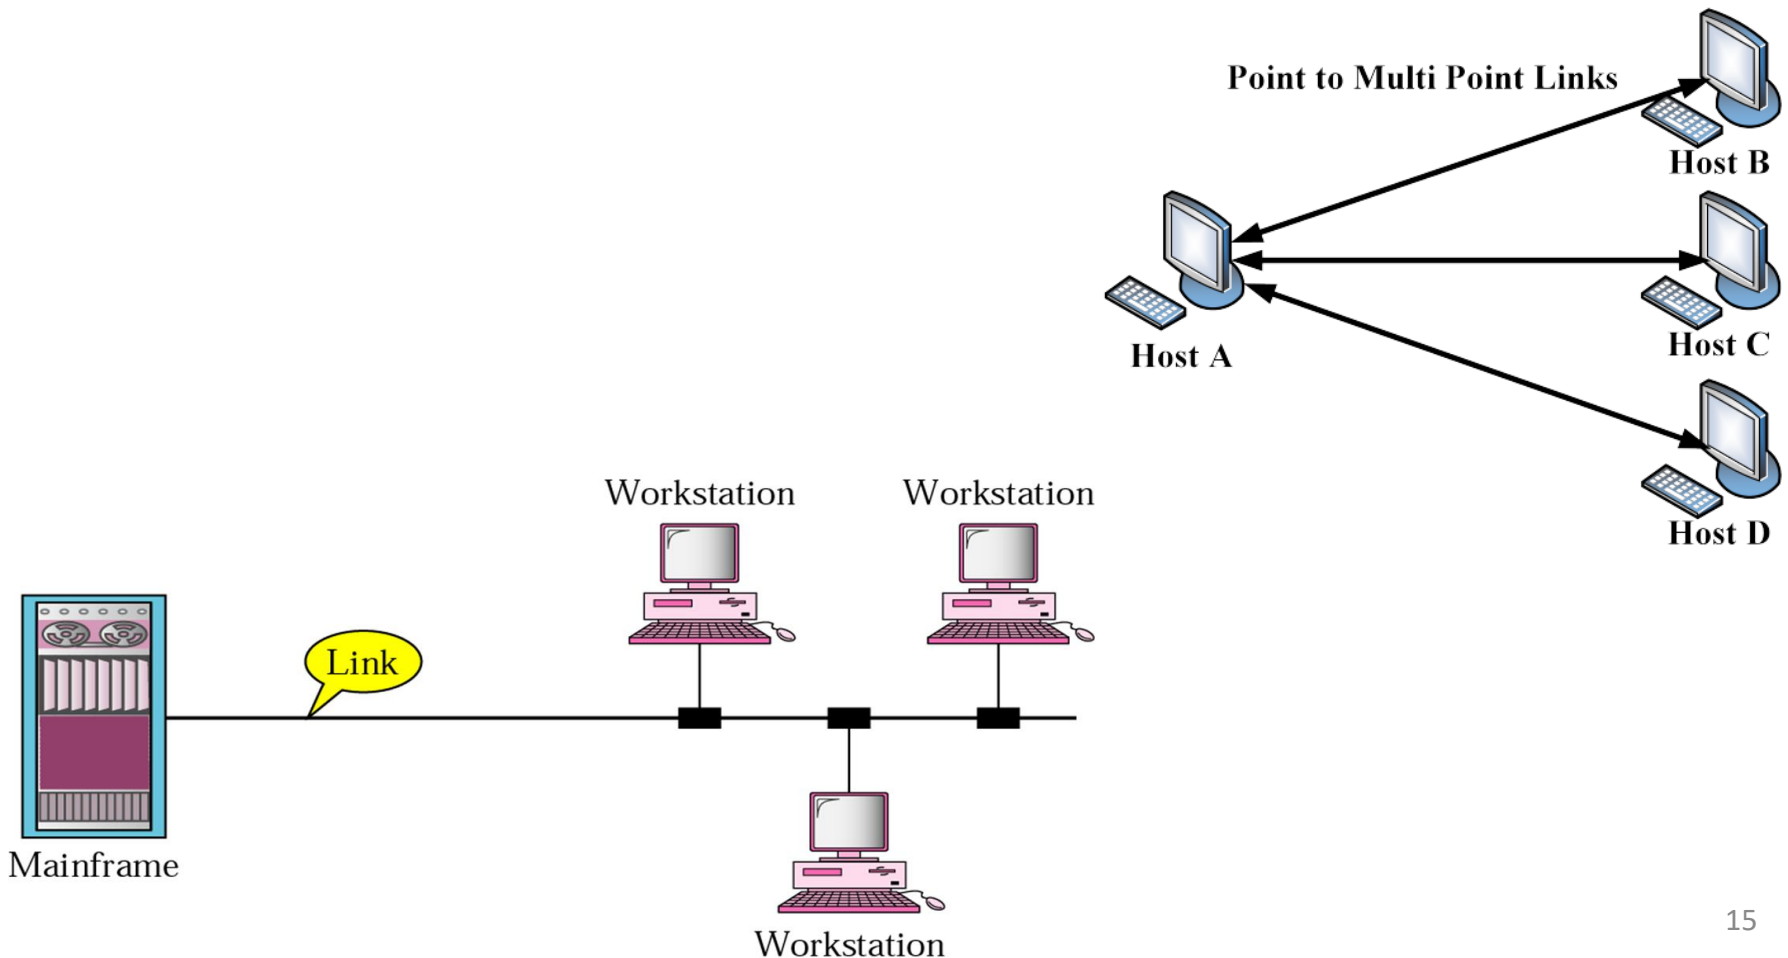 Point to Multi Point Links
Host B
Host A
Host C
Host D
Workstation
Workstation
Link
Mainframe
Workstation
15